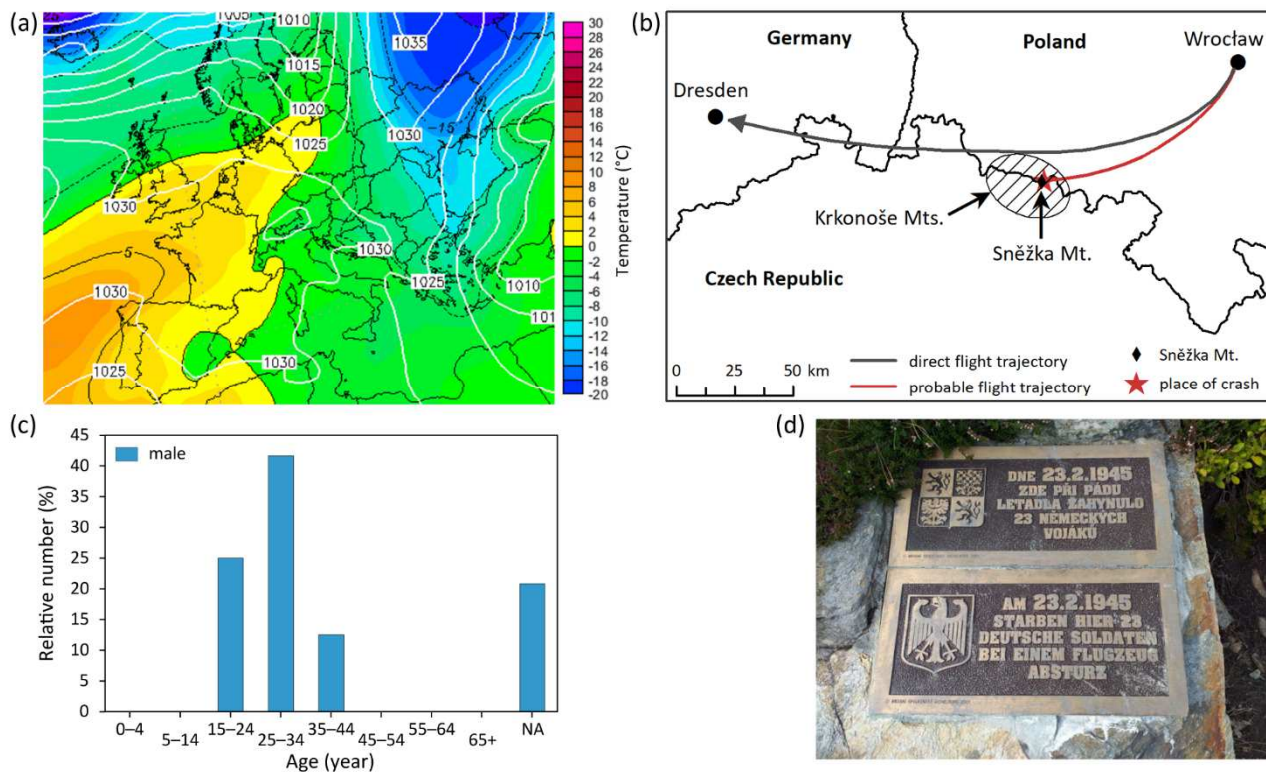 (a)
1005
1010
1035
1015
1020
1030
-15
1025
1030
5
1030
1030
1025
1010
101
1030
1025
30
28
26
24
22
20
18
16
14
12
10
8
6
4
2
0
-2
-4
-6
-8
-10
-12
-14
-16
-18
-20
Temperature (°C)
(b)
Germany
Poland
Wrocław
Dresden
Krkonoše Mts.
Sněžka Mt.
Czech Republic
0 25 50 km
direct flight trajectory
probable flight trajectory
Sněžka Mt.
place of crash
(c)
45
40
35
30
25
20
15
10
5
0
Relative number (%)
male
0–4
5–14
15–24
25–34
35–44
45–54
55–64
65+
NA
Age (year)
(d)
DNE 23.2.1945
ZDE PŘI PÁDU
LETADLA ZAHYNULO
23 NĚMECKÝCH
VOJÁKŮ
AM 23.2.1945
STARBEN HIER 23
DEUTSCHE SOLDATEN
BEI EINEM FLUGZEUG
ABSTURZ